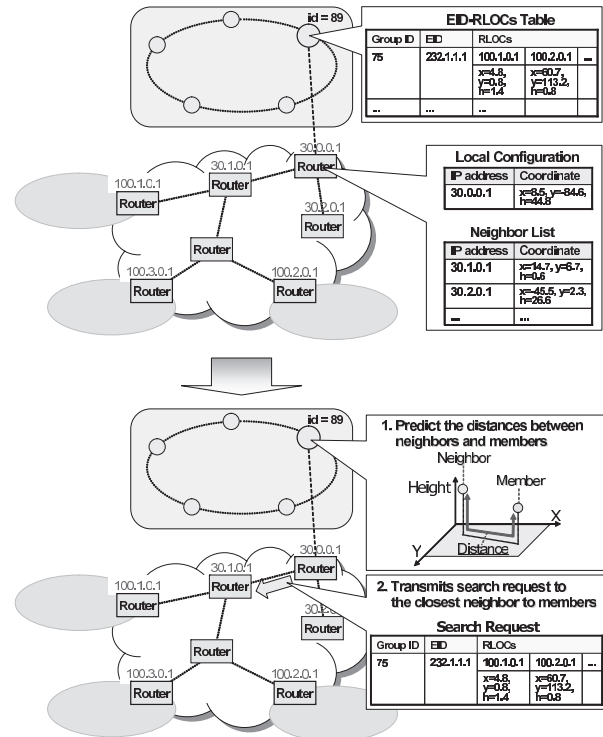 id = 89
EID-RLOCs Table
Group ID EID RLOCs
75 232.1.1.1 100.1.0.1 100.2.0.1 ...
x=4.8, y=0.8, h=1.4
x=60.7, y=113.2, h=0.8
... ... ...
30.0.0.1
Router
30.1.0.1
Router
100.1.0.1
Router
30.2.0.1
Router
Router
100.3.0.1
Router
100.2.0.1
Router
Local Configuration
IP address Coordinate
30.0.0.1 x=8.5, y=-84.6, h=44.8
Neighbor List
IP address Coordinate
30.1.0.1 x=14.7, y=6.7, h=0.6
30.2.0.1 x=-45.5, y=2.3, h=26.6
... ...
id = 89
1. Predict the distances between
neighbors and members
Neighbor
Member
Height
X
Y
Distance
30.0.0.1
Router
30.1.0.1
Router
100.1.0.1
Router
Router
Router
100.3.0.1
Router
100.2.0.1
Router
2. Transmits search request to
the closest neighbor to members
Search Request
Group ID EID RLOCs
75 232.1.1.1 100.1.0.1 100.2.0.1 ...
x=4.8, y=0.8, h=1.4
x=60.7, y=113.2, h=0.8